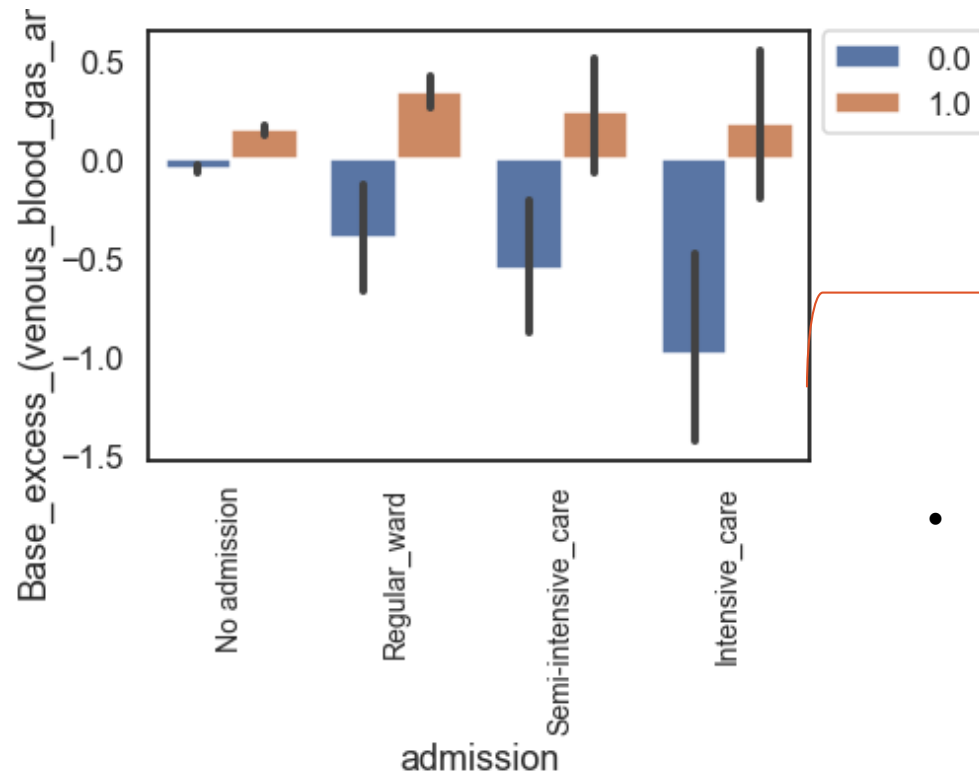 Base_excess_(venous_blood_gas_ar
0.5
0.0
−0.5
−1.0
−1.5
0.0
1.0
No admission
Regular_ward
Semi-intensive_care
Intensive_care
admission
•